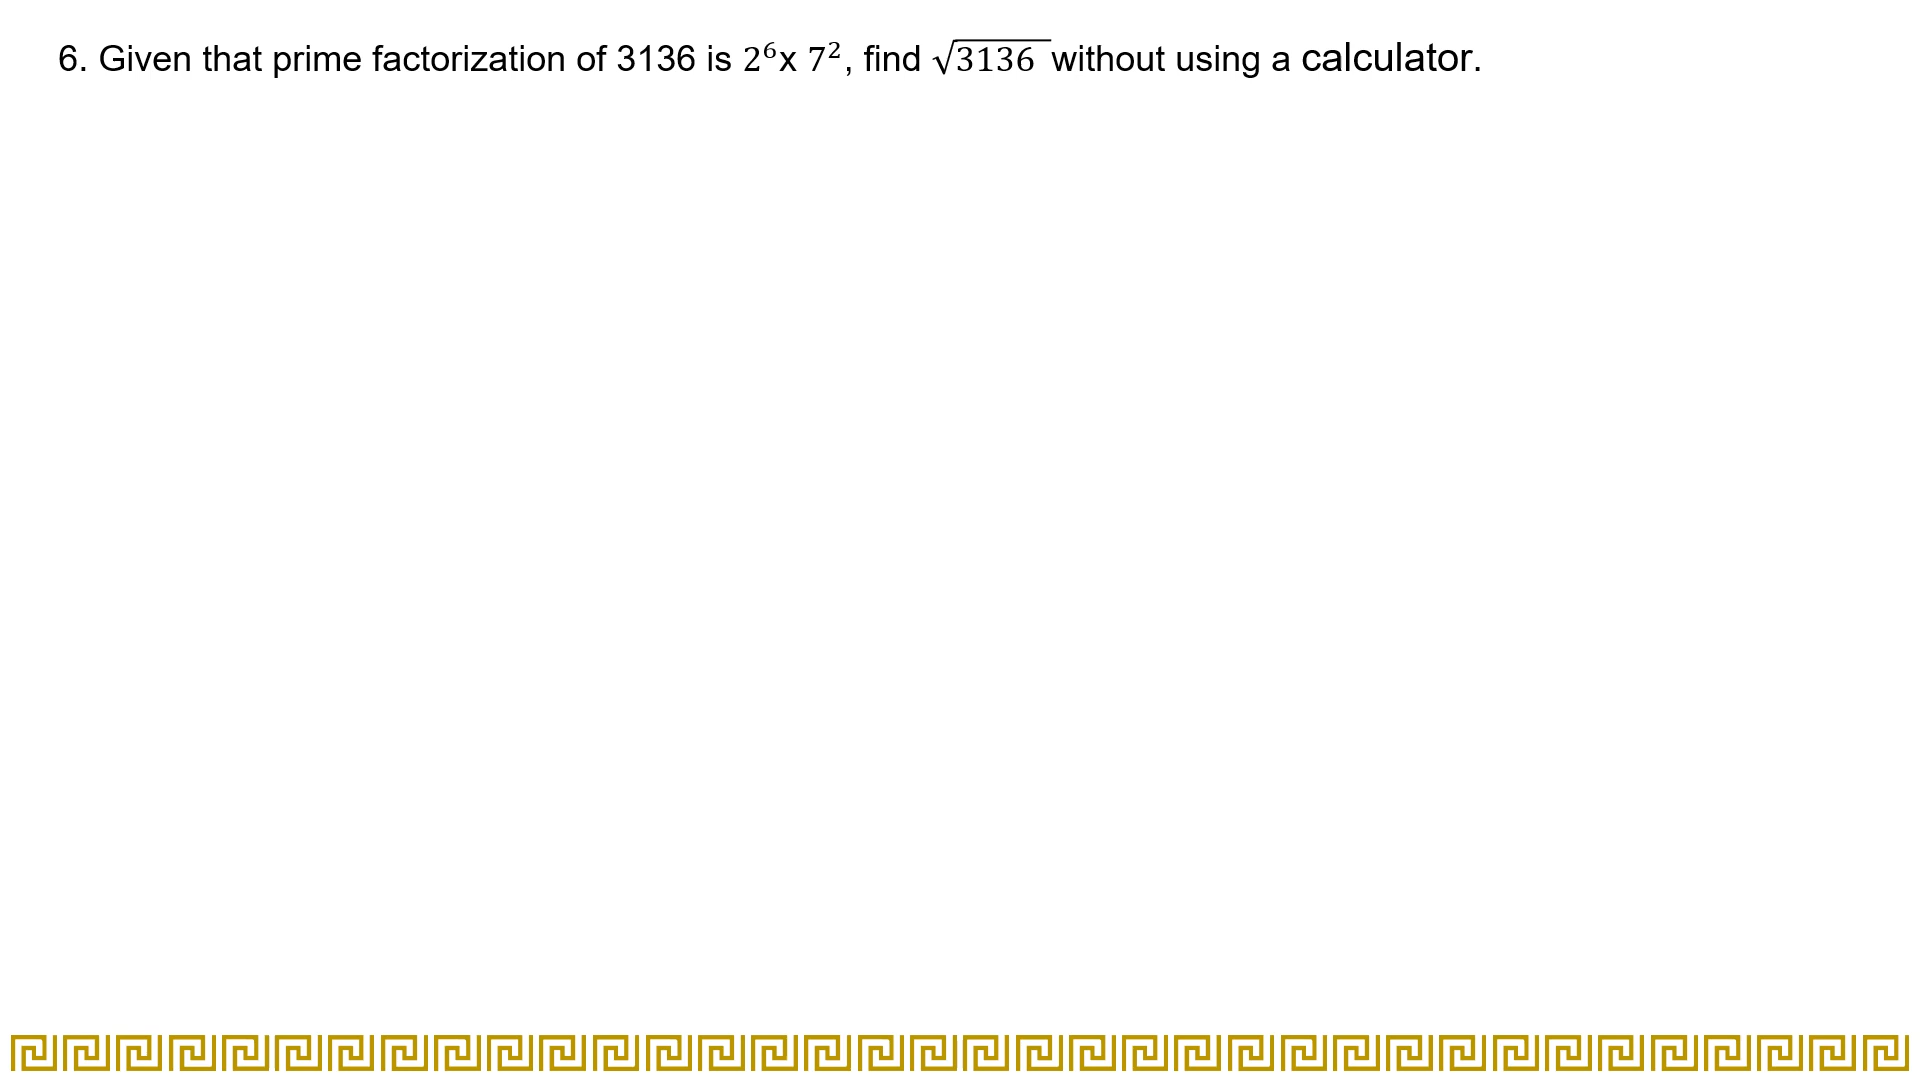 6. Given that prime factorization of 3136 is 2⁶x 7², find √3136 without using a calculator.